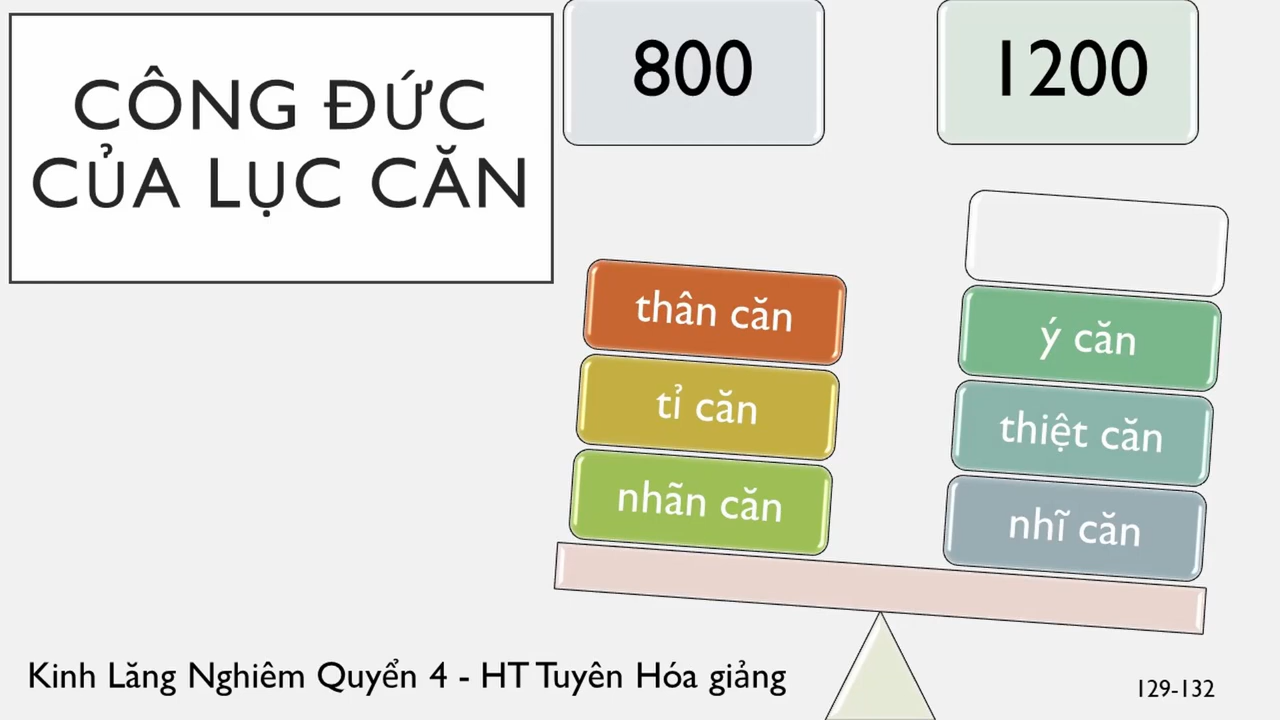 CÔNG ĐỨC
CỦA LỤC CĂN
800
1200
thân căn
tỉ căn
nhãn căn
ý căn
thiệt căn
nhĩ căn
Kinh Lăng Nghiêm Quyển 4 - HT Tuyên Hóa giảng
129-132